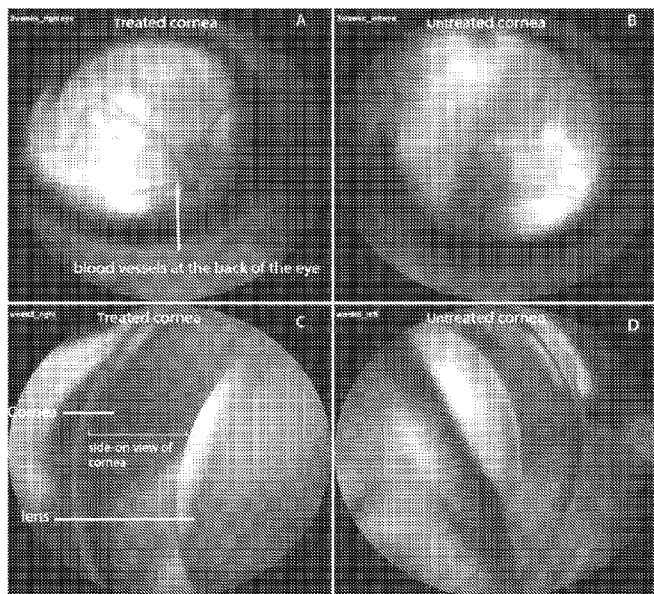 Treated cornea
A
Untreated cornea
B
blood vessels at the back of the eye
Treated cornea
C
Untreated cornea
D
Cornea
side on view of
cornea
lens